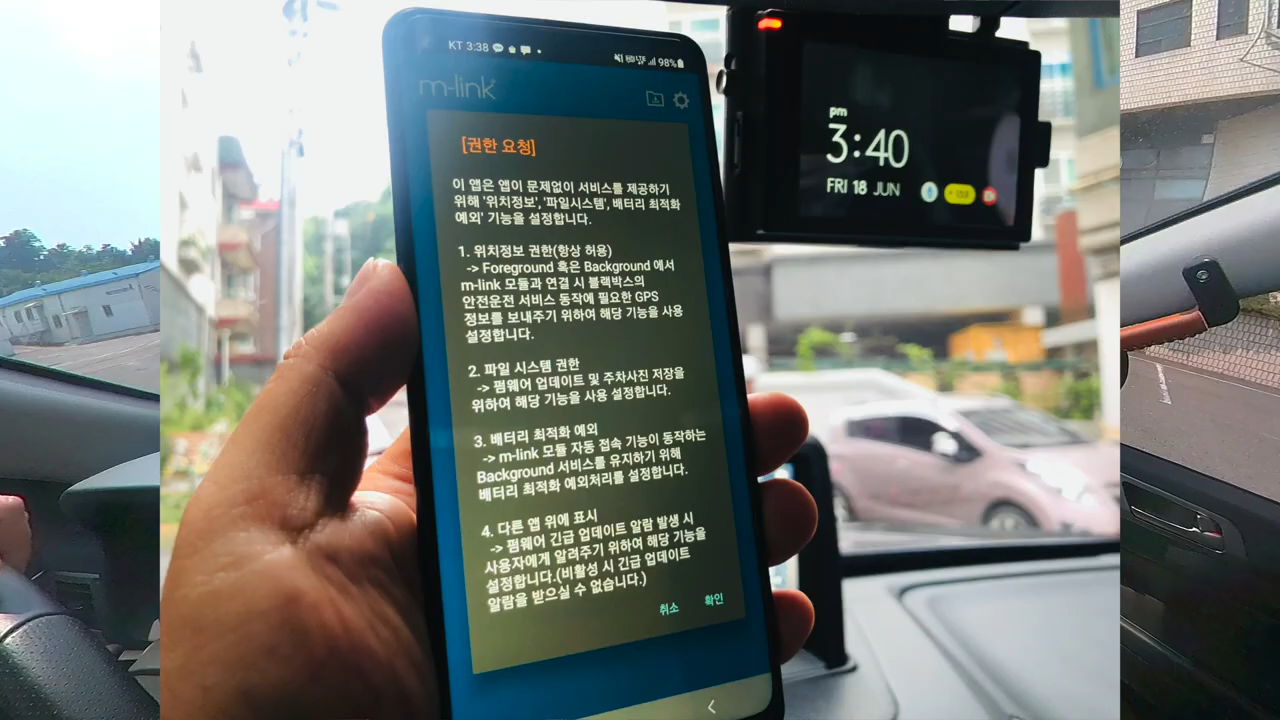 KT 3:38
98%
m-link
[권한 요청]
이 앱은 앱이 문제없이 서비스를 제공하기
위해 '위치정보', '파일시스템', 배터리 최적화
예외' 기능을 설정합니다.
1. 위치정보 권한(항상 허용)
-> Foreground 혹은 Background 에서
m-link 모듈과 연결 시 블랙박스의
안전운전 서비스 동작에 필요한 GPS
정보를 보내주기 위하여 해당 기능을 사용
설정합니다.
2. 파일 시스템 권한
-> 펌웨어 업데이트 및 주차사진 저장을
위하여 해당 기능을 사용 설정합니다.
3. 배터리 최적화 예외
-> m-link 모듈 자동 접속 기능이 동작하는
Background 서비스를 유지하기 위해
배터리 최적화 예외처리를 설정합니다.
4. 다른 앱 위에 표시
-> 펌웨어 긴급 업데이트 알람 발생 시
사용자에게 알려주기 위하여 해당 기능을
설정합니다.(비활성 시 긴급 업데이트
알람을 받으실 수 없습니다.)
취소 확인
pm
3:40
FRI 18 JUN